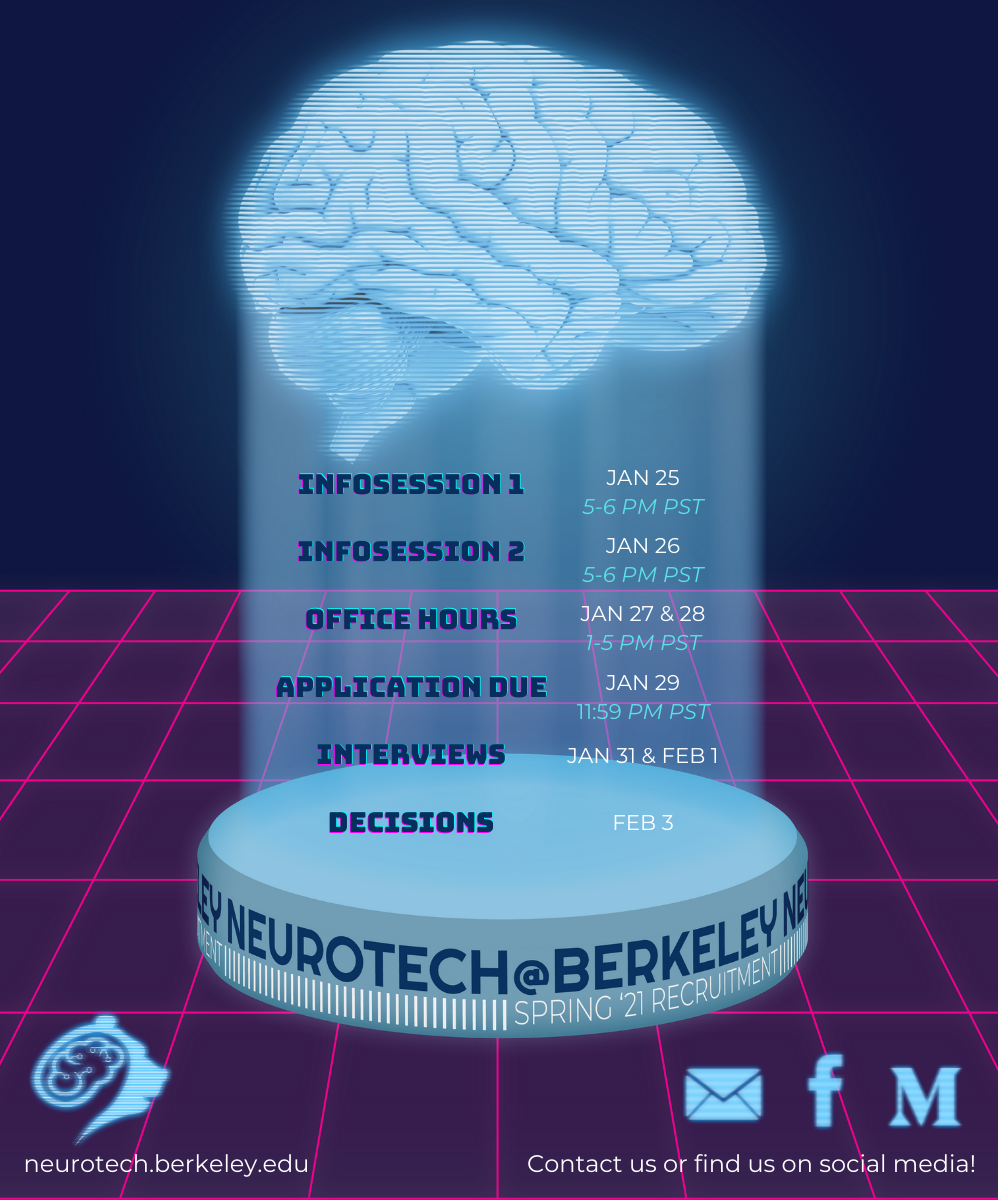 INFOSESSION 1
JAN 25
5-6 PM PST
INFOSESSION 2
JAN 26
5-6 PM PST
OFFICE HOURS
JAN 27 & 28
1-5 PM PST
APPLICATION DUE
JAN 29
11:59 PM PST
INTERVIEWS
JAN 31 & FEB 1
DECISIONS
FEB 3
LEY NEUROTECH@BERKELEY NEU
MENT SPRING '21 RECRUITMENT
f M
neurotech.berkeley.edu
Contact us or find us on social media!